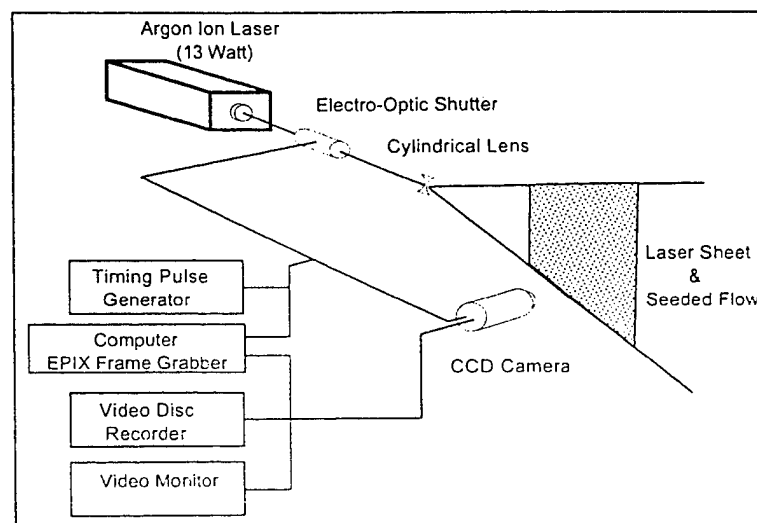 Argon Ion Laser
(13 Watt)
Electro-Optic Shutter
Cylindrical Lens
Laser Sheet
&
Seeded Flow
Timing Pulse
Generator
Computer
EPIX Frame Grabber
CCD Camera
Video Disc
Recorder
Video Monitor